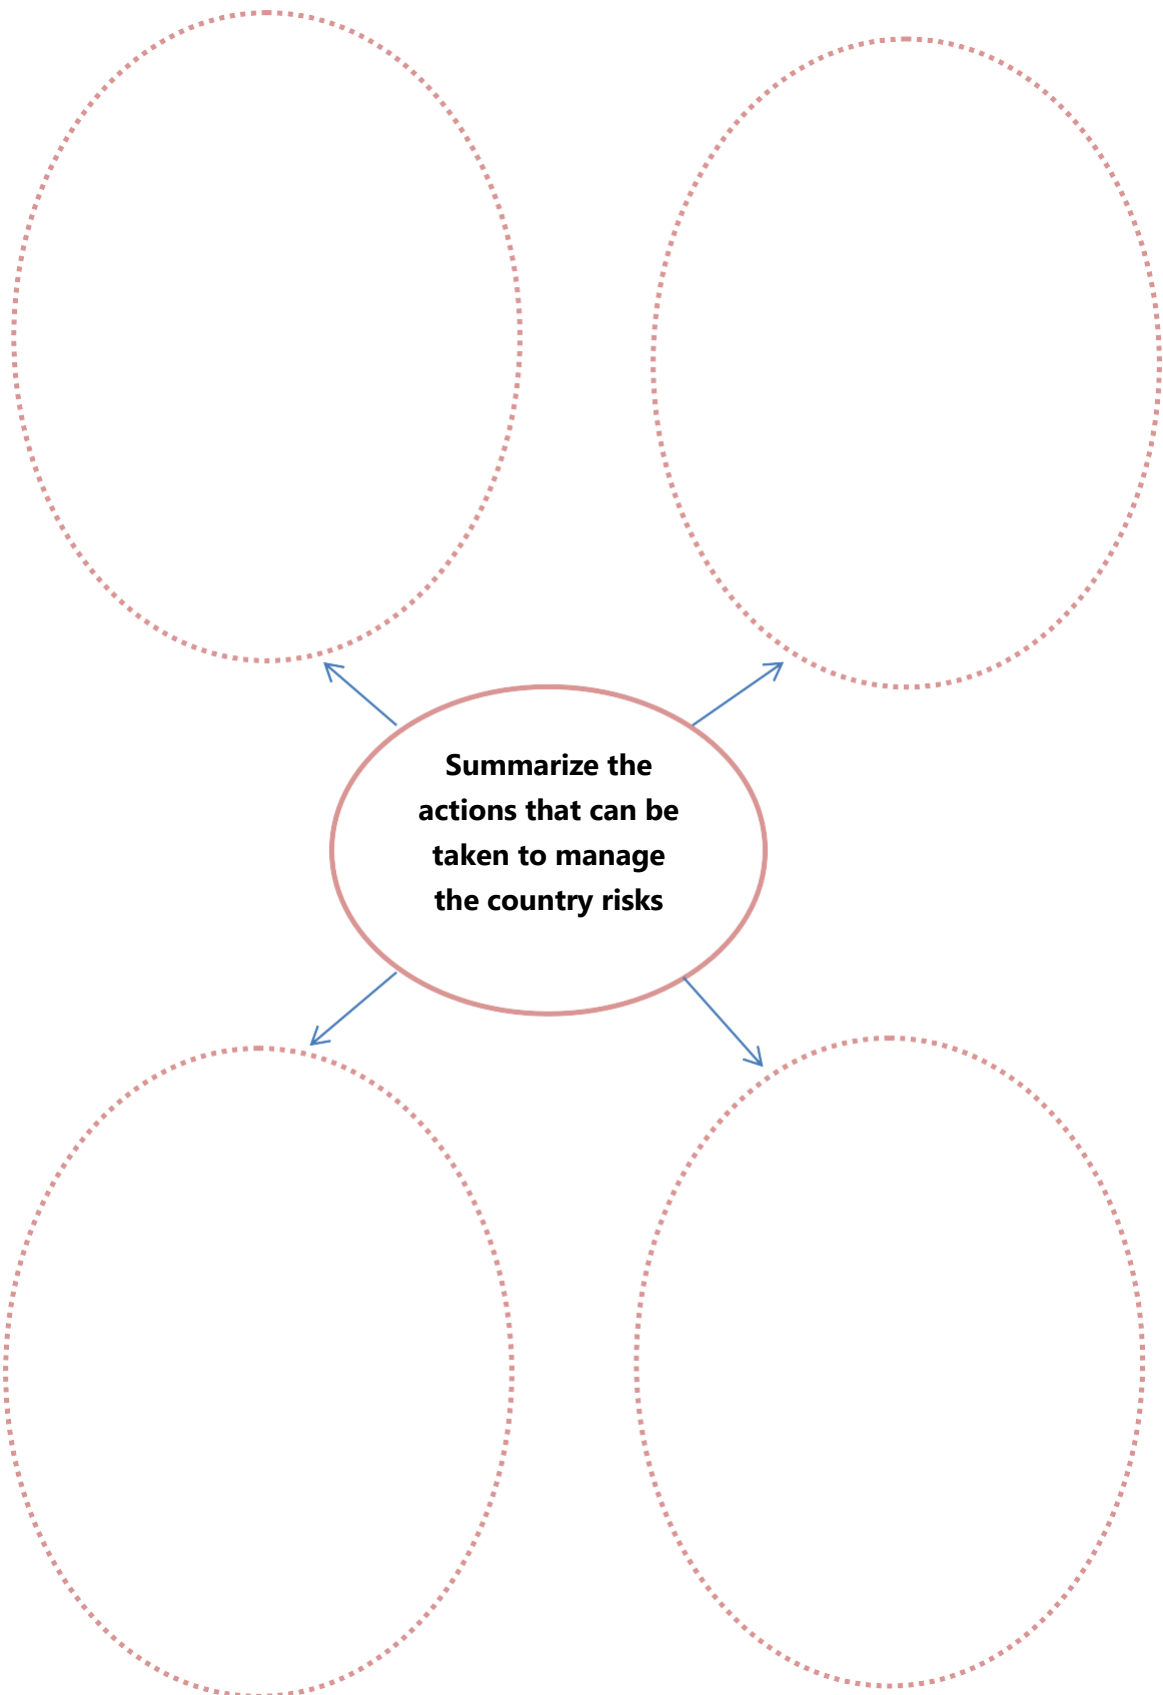 Summarize the
actions that can be
taken to manage
the country risks